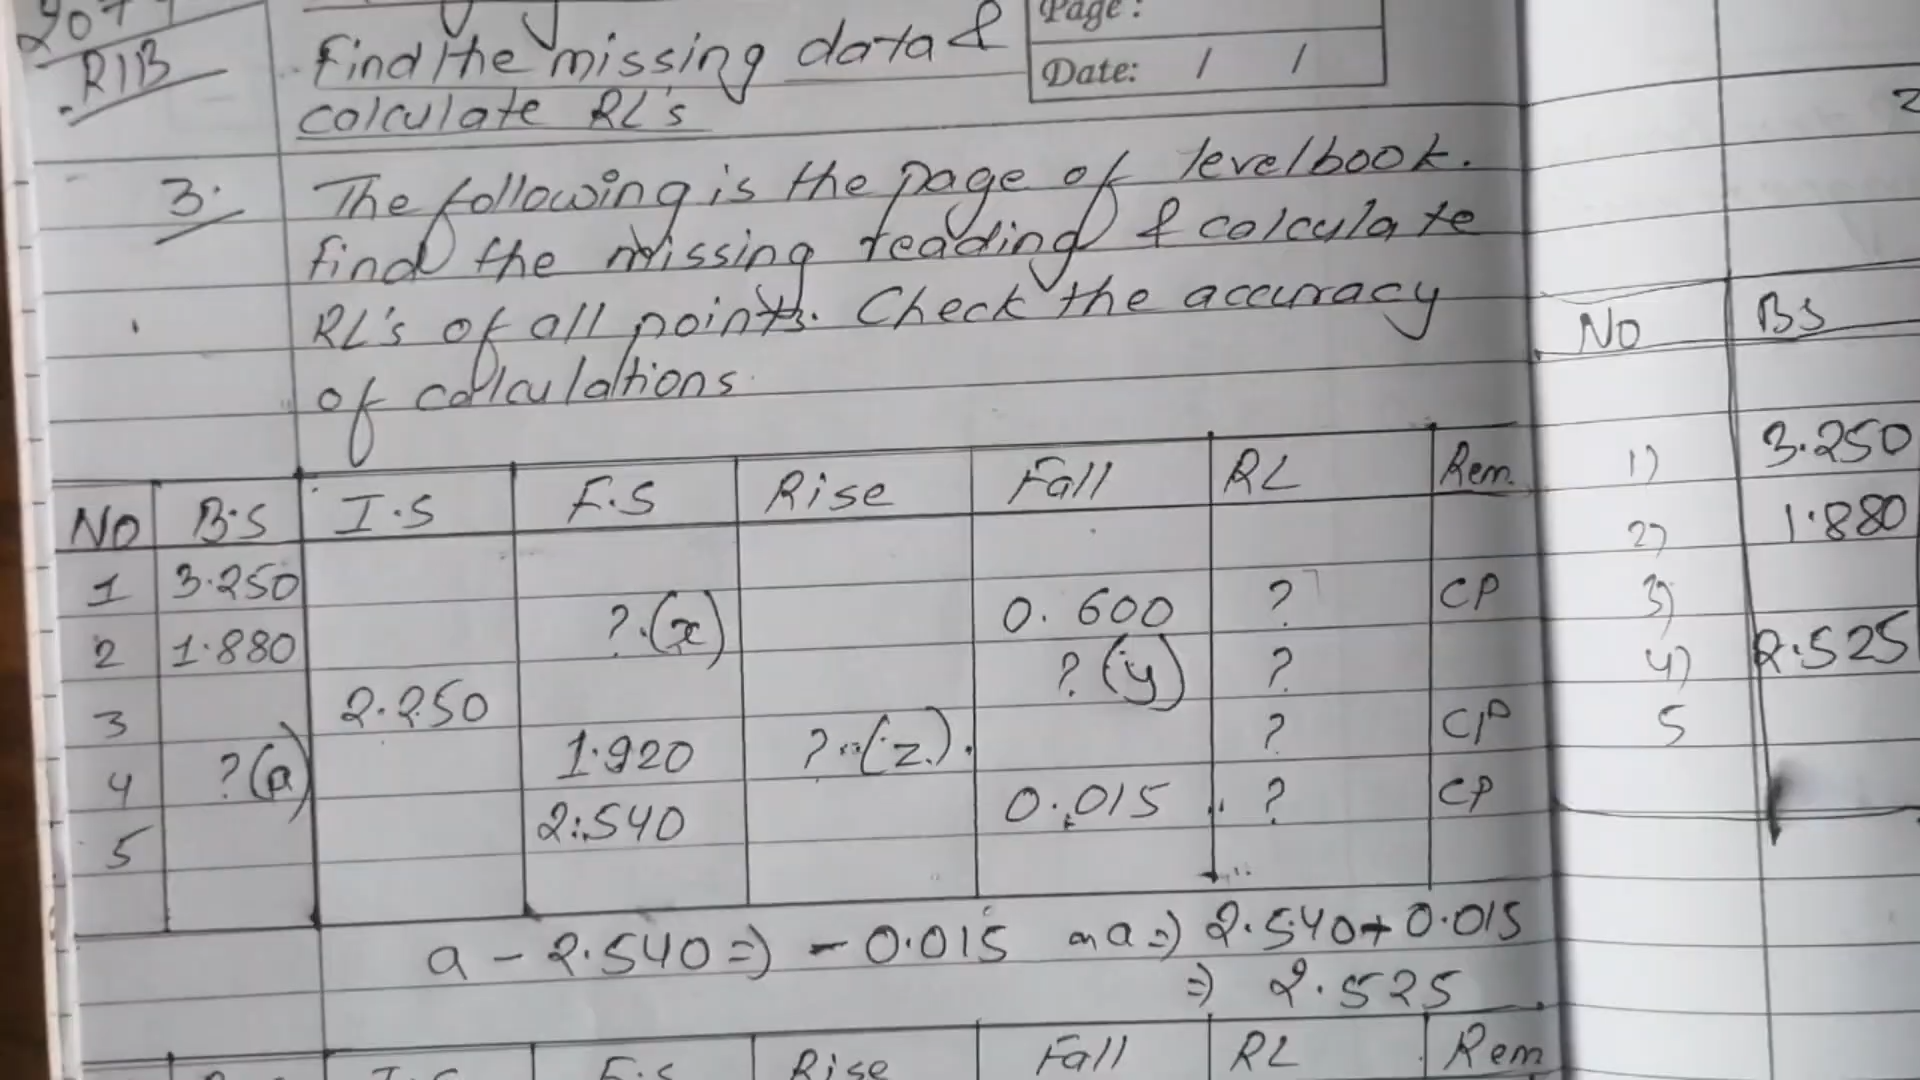 Page:
Date: / /
R11B
Find the missing data &
calculate RL's
3. The following is the page of levelbook.
find the missing reading & calculate
RL's of all points. Check the accuracy
of calculations.
No B.S I.S F.S Rise Fall RL Rem.
1 3.250
2 1.880 ?.(x) 0.600 ? CP
3 2.250 ?(y) ?
4 ?(a) 1.920 ?..(z). ? CP
5 2.540 0.015 ? CP
a - 2.540 => - 0.015 a => 2.540 + 0.015
=> 2.525
I.S F.S Rise Fall RL Rem
2
No BS
1) 3.250
2) 1.880
3)
4) 2.525
5